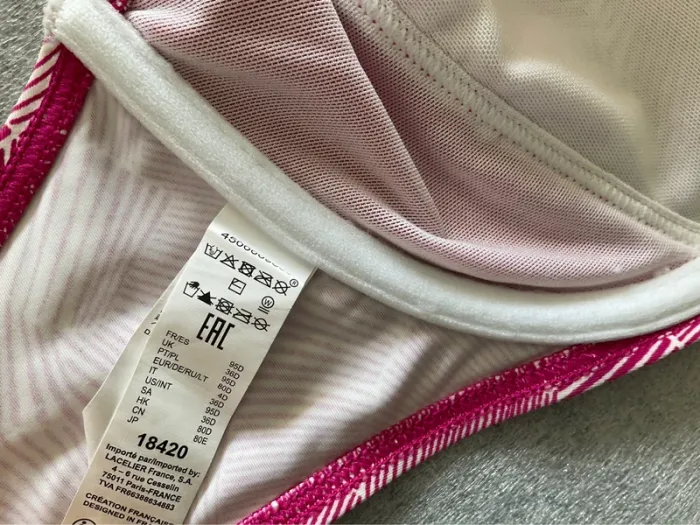 EAC
FR/ES 95D
UK 36D
PT/PL 95D
EUR/DE/RU/LT 80D
IT 4D
US/INT 36D
SA 95D
HK 36D
CN 80D
JP 80E
18420
Importé par/Imported by:
LACELIER France, S.A.
4 – 6 rue Cesselin
75011 Paris-FRANCE
TVA FR66388634883
CRÉATION FRANÇAISE
DESIGNED IN